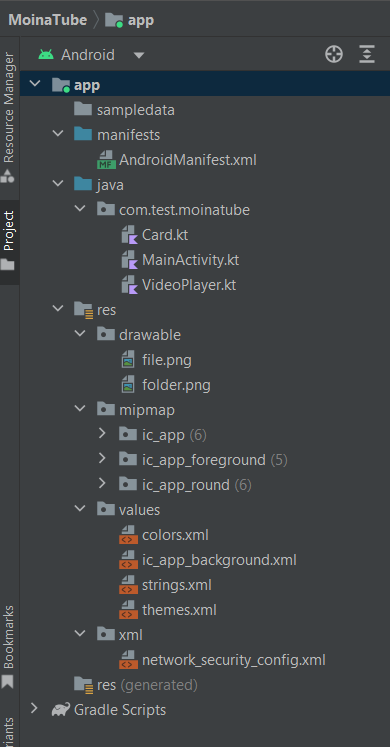 MoinaTube app
Android
Resource Manager
Project
Bookmarks
riants
app
sampledata
manifests
AndroidManifest.xml
java
com.test.moinatube
Card.kt
MainActivity.kt
VideoPlayer.kt
res
drawable
file.png
folder.png
mipmap
ic_app (6)
ic_app_foreground (5)
ic_app_round (6)
values
colors.xml
ic_app_background.xml
strings.xml
themes.xml
xml
network_security_config.xml
res (generated)
Gradle Scripts